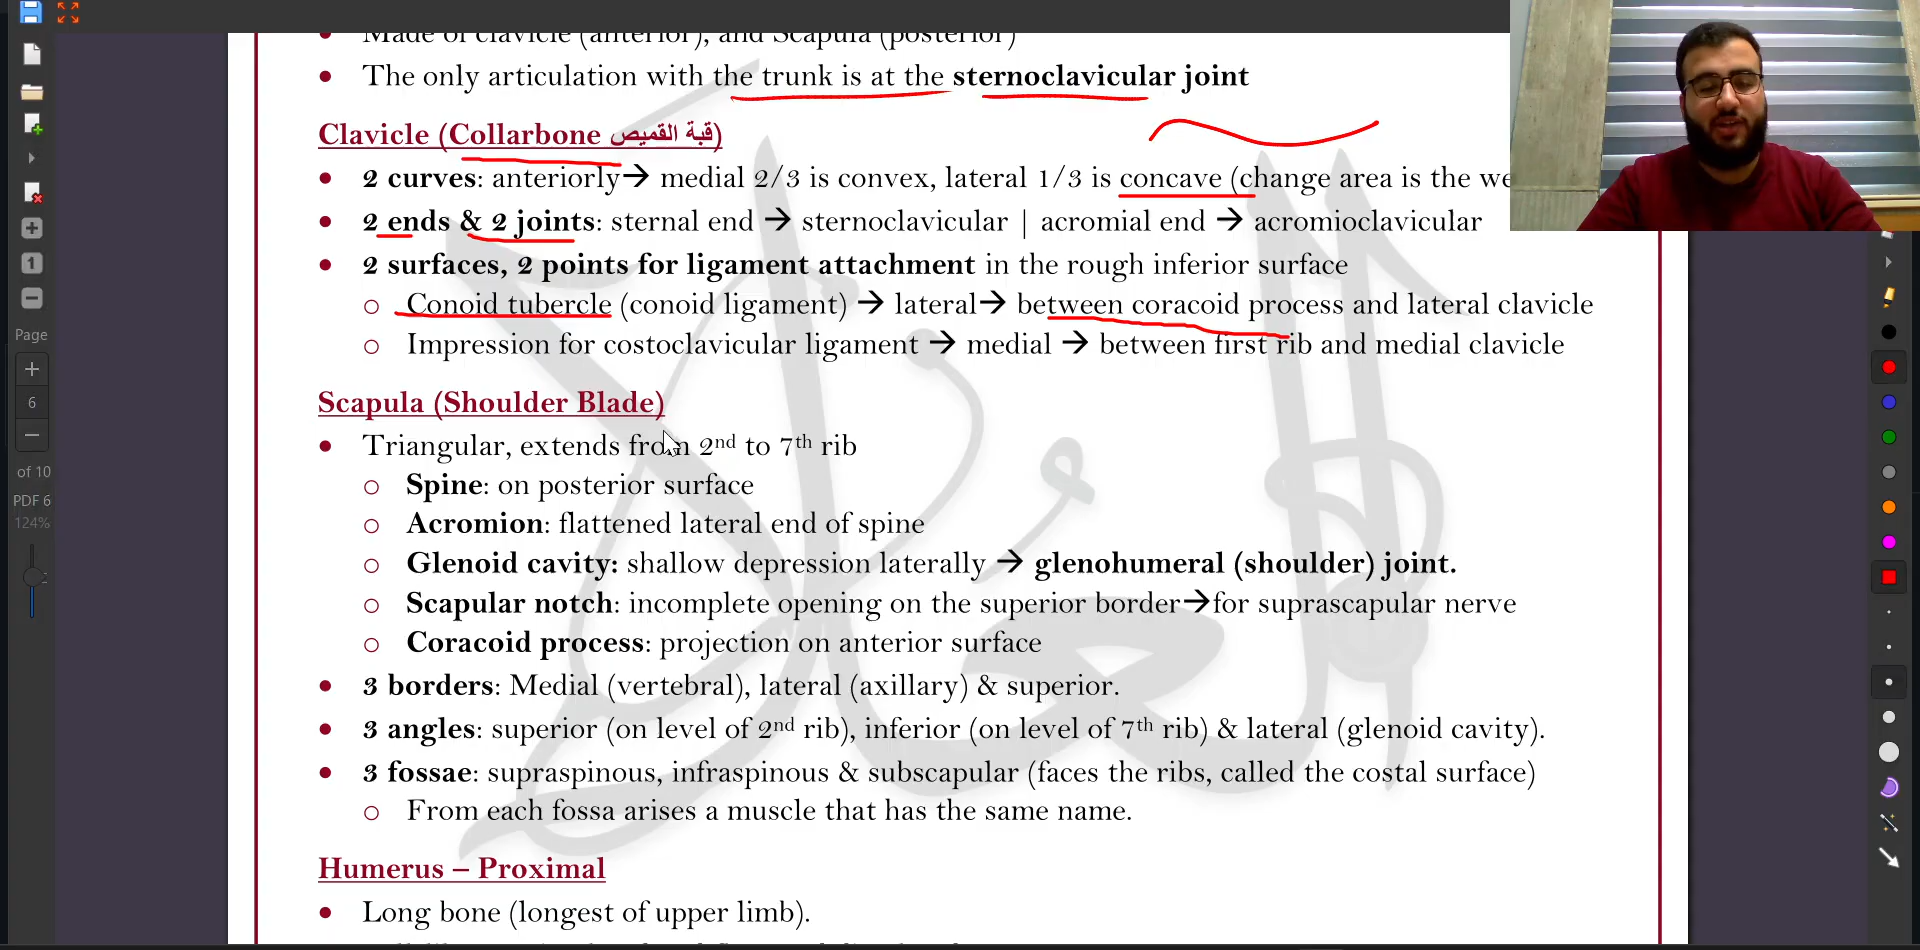 Made of clavicle (anterior), and Scapula (posterior)
The only articulation with the trunk is at the sternoclavicular joint
Clavicle (Collarbone قبة القميص)
2 curves: anteriorly→ medial 2/3 is convex, lateral 1/3 is concave (change area is the we
2 ends & 2 joints: sternal end → sternoclavicular | acromial end → acromioclavicular
2 surfaces, 2 points for ligament attachment in the rough inferior surface
Conoid tubercle (conoid ligament) → lateral→ between coracoid process and lateral clavicle
Impression for costoclavicular ligament → medial → between first rib and medial clavicle
Scapula (Shoulder Blade)
Triangular, extends from 2nd to 7th rib
Spine: on posterior surface
Acromion: flattened lateral end of spine
Glenoid cavity: shallow depression laterally → glenohumeral (shoulder) joint.
Scapular notch: incomplete opening on the superior border→for suprascapular nerve
Coracoid process: projection on anterior surface
3 borders: Medial (vertebral), lateral (axillary) & superior.
3 angles: superior (on level of 2nd rib), inferior (on level of 7th rib) & lateral (glenoid cavity).
3 fossae: supraspinous, infraspinous & subscapular (faces the ribs, called the costal surface)
From each fossa arises a muscle that has the same name.
Humerus – Proximal
Long bone (longest of upper limb).
1
Page
6
of 10
PDF 6
124%